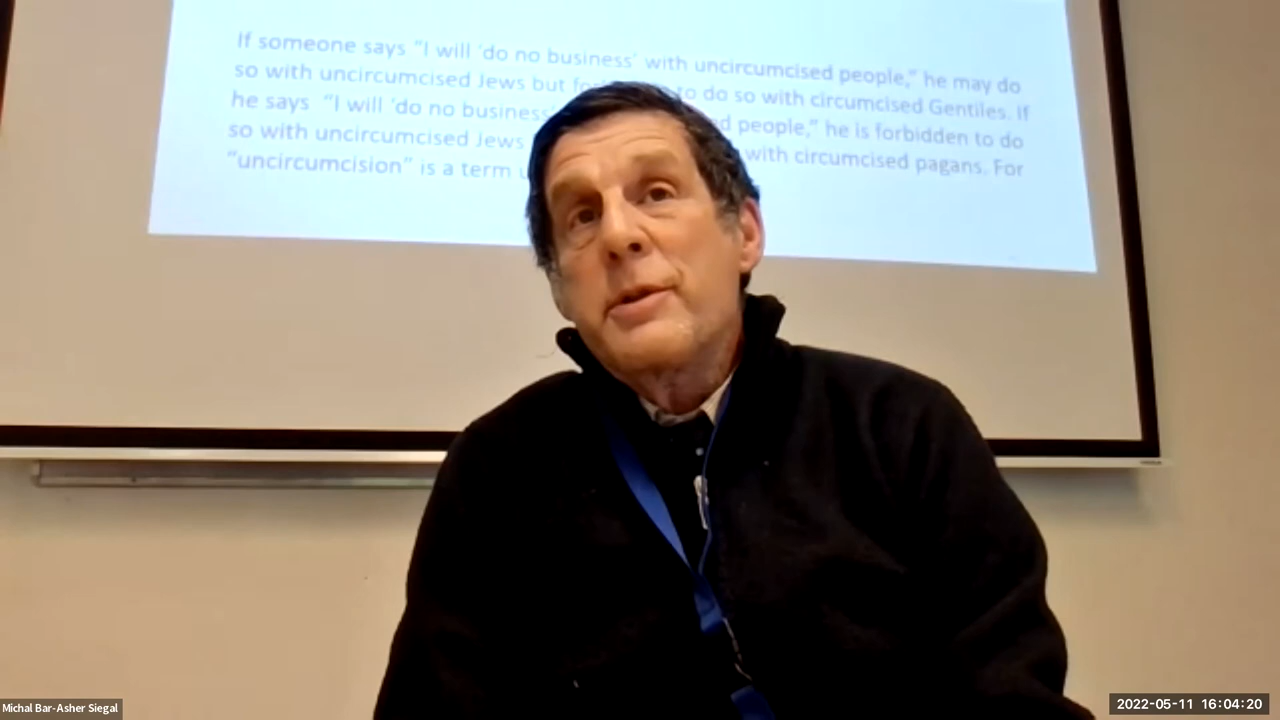 If someone says “I will ‘do no business’ with uncircumcised people,” he may do
so with uncircumcised Jews but to do so with circumcised Gentiles. If
he says “I will ‘do no business’ people,” he is forbidden to do
so with uncircumcised Jews with circumcised pagans. For
“uncircumcision” is a term
Michal Bar-Asher Siegal
2022-05-11 16:04:20